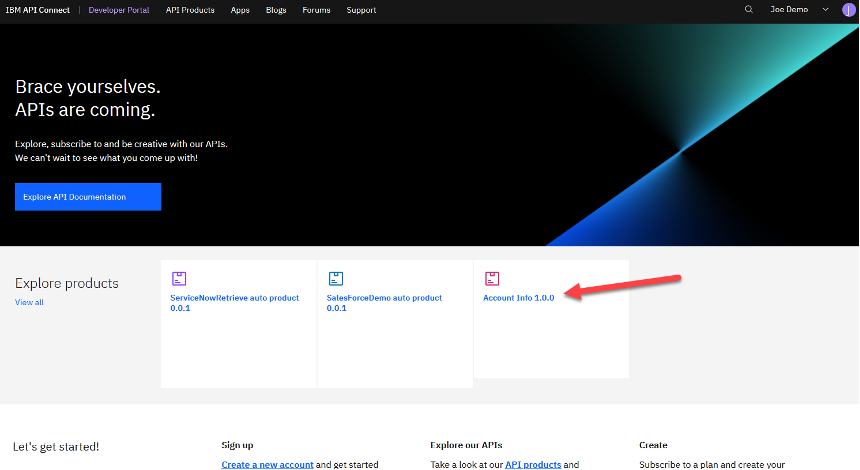 IBM API Connect | Developer Portal API Products Apps Blogs Forums Support Joe Demo j
Brace yourselves.
APIs are coming.
Explore, subscribe to and be creative with our APIs.
We can't wait to see what you come up with!
Explore API Documentation
Explore products
View all
ServiceNowRetrieve auto product
0.0.1
SalesForceDemo auto product
0.0.1
Account Info 1.0.0
Let's get started!
Sign up
Create a new account and get started
Explore our APIs
Take a look at our API products and
Create
Subscribe to a plan and create your